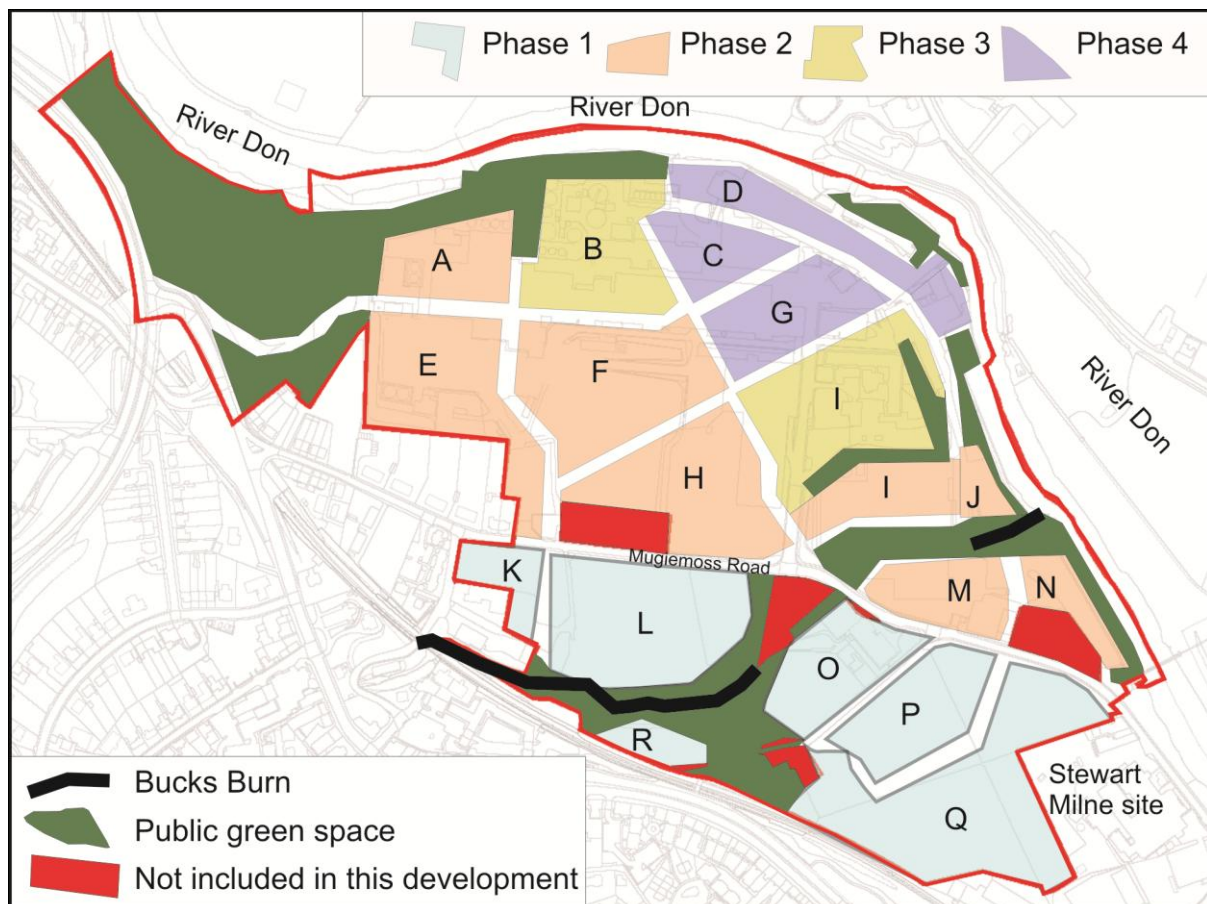 Phase 1
Phase 2
Phase 3
Phase 4
River Don
River Don
D
B
C
A
G
E
F
I
River Don
H
I
J
Mugiemoss Road
K
M
N
L
O
P
R
Stewart
Milne site
Q
Bucks Burn
Public green space
Not included in this development